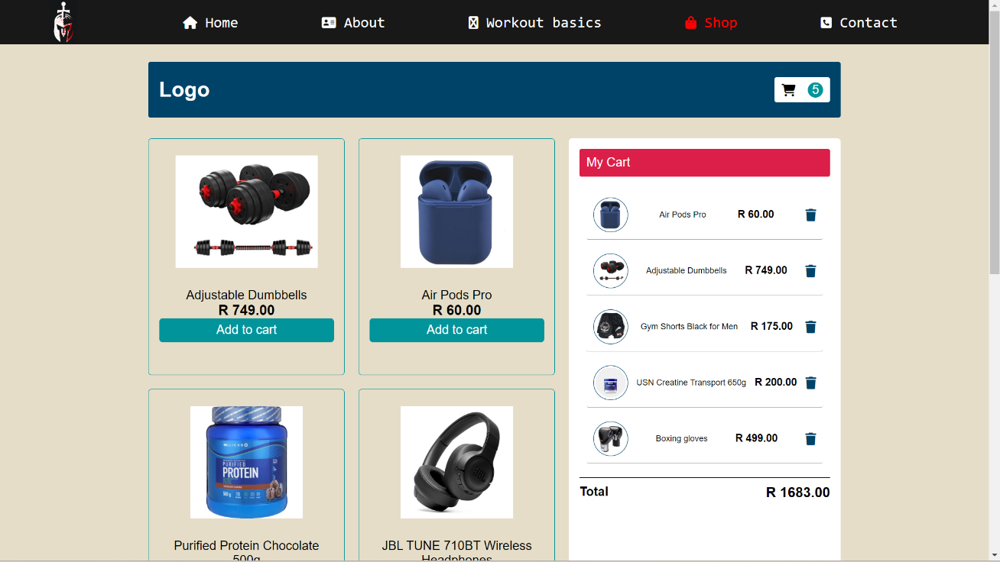 Home
About
Workout basics
Shop
Contact
Logo
5
Adjustable Dumbbells
R 749.00
Add to cart
Air Pods Pro
R 60.00
Add to cart
PURIFIED
PROTEIN
500 g
Purified Protein Chocolate
500g
JBL
JBL TUNE 710BT Wireless
Headphones
My Cart
Air Pods Pro
R 60.00
Adjustable Dumbbells
R 749.00
Gym Shorts Black for Men
R 175.00
USN Creatine Transport 650g
R 200.00
Boxing gloves
R 499.00
Total
R 1683.00